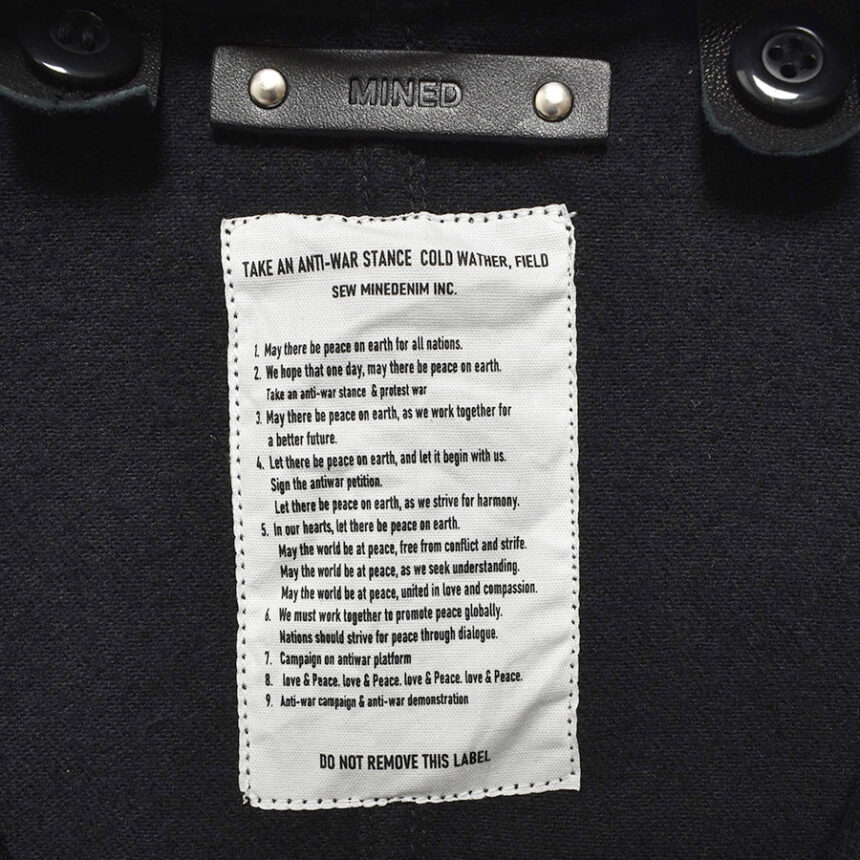 MINED
TAKE AN ANTI-WAR STANCE COLD WATHER, FIELD
SEW MINEDENIM INC.
1. May there be peace on earth for all nations.
2. We hope that one day, may there be peace on earth.
Take an anti-war stance & protest war
3. May there be peace on earth, as we work together for
a better future.
4. Let there be peace on earth, and let it begin with us.
Sign the antiwar petition.
Let there be peace on earth, as we strive for harmony.
5. In our hearts, let there be peace on earth.
May the world be at peace, free from conflict and strife.
May the world be at peace, as we seek understanding.
May the world be at peace, united in love and compassion.
6. We must work together to promote peace globally.
Nations should strive for peace through dialogue.
7. Campaign on antiwar platform
8. love & Peace. love & Peace. love & Peace. love & Peace.
9. Anti-war campaign & anti-war demonstration
DO NOT REMOVE THIS LABEL